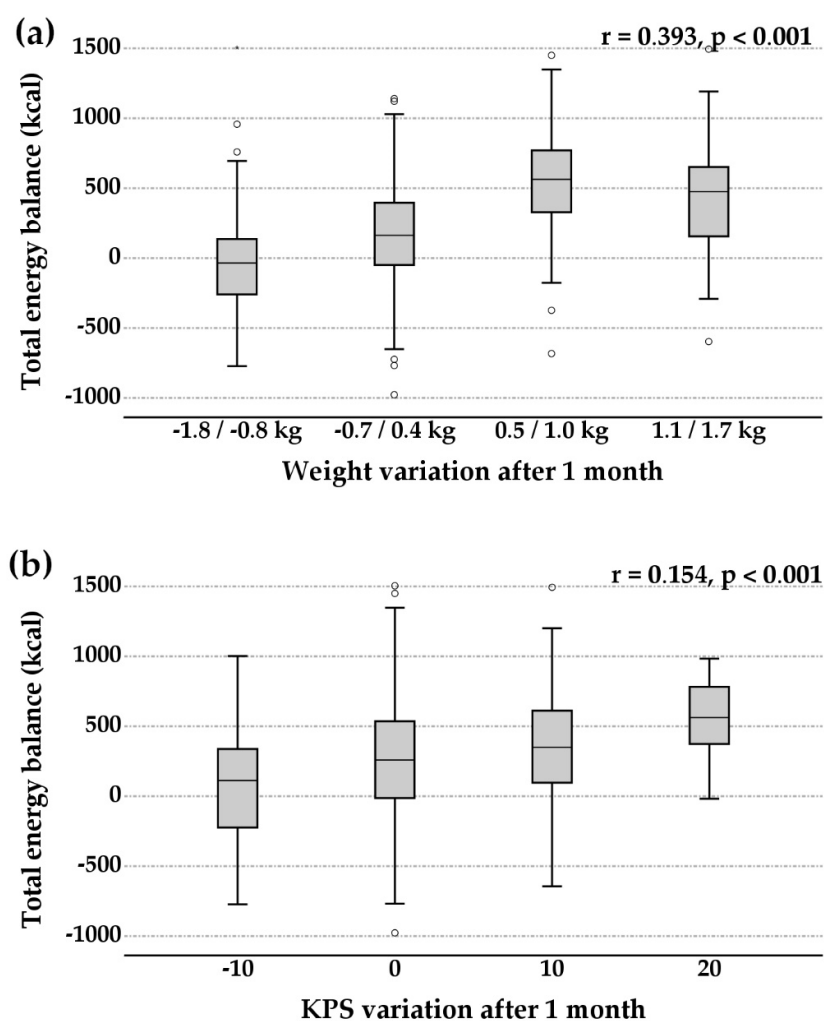 (a)
r = 0.393, p < 0.001
Total energy balance (kcal)
1500
1000
500
0
-500
-1000
-1.8 / -0.8 kg -0.7 / 0.4 kg 0.5 / 1.0 kg 1.1 / 1.7 kg
Weight variation after 1 month
(b)
r = 0.154, p < 0.001
Total energy balance (kcal)
1500
1000
500
0
-500
-1000
-10 0 10 20
KPS variation after 1 month